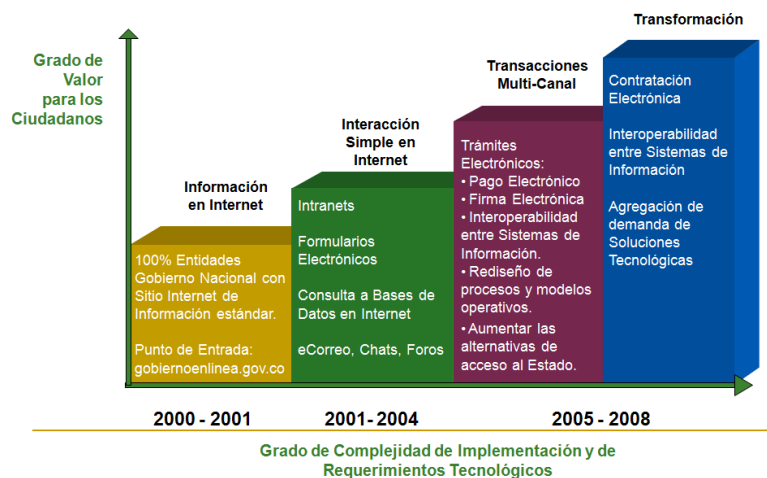 Grado de
Valor
para los
Ciudadanos
Información
en Internet
100% Entidades
Gobierno Nacional con
Sitio Internet de
Información estándar.
Punto de Entrada:
gobiernoenlinea.gov.co
Interacción
Simple en
Internet
Intranets
Formularios
Electrónicos
Consulta a Bases de
Datos en Internet
eCorreo, Chats, Foros
Transacciones
Multi-Canal
Trámites
Electrónicos:
• Pago Electrónico
• Firma Electrónica
• Interoperabilidad
entre Sistemas de
Información.
• Rediseño de
procesos y modelos
operativos.
• Aumentar las
alternativas de
acceso al Estado.
Transformación
Contratación
Electrónica
Interoperabilidad
entre Sistemas de
Información
Agregación de
demanda de
Soluciones
Tecnológicas
2000 - 2001
2001-2004
2005 - 2008
Grado de Complejidad de Implementación y de
Requerimientos Tecnológicos